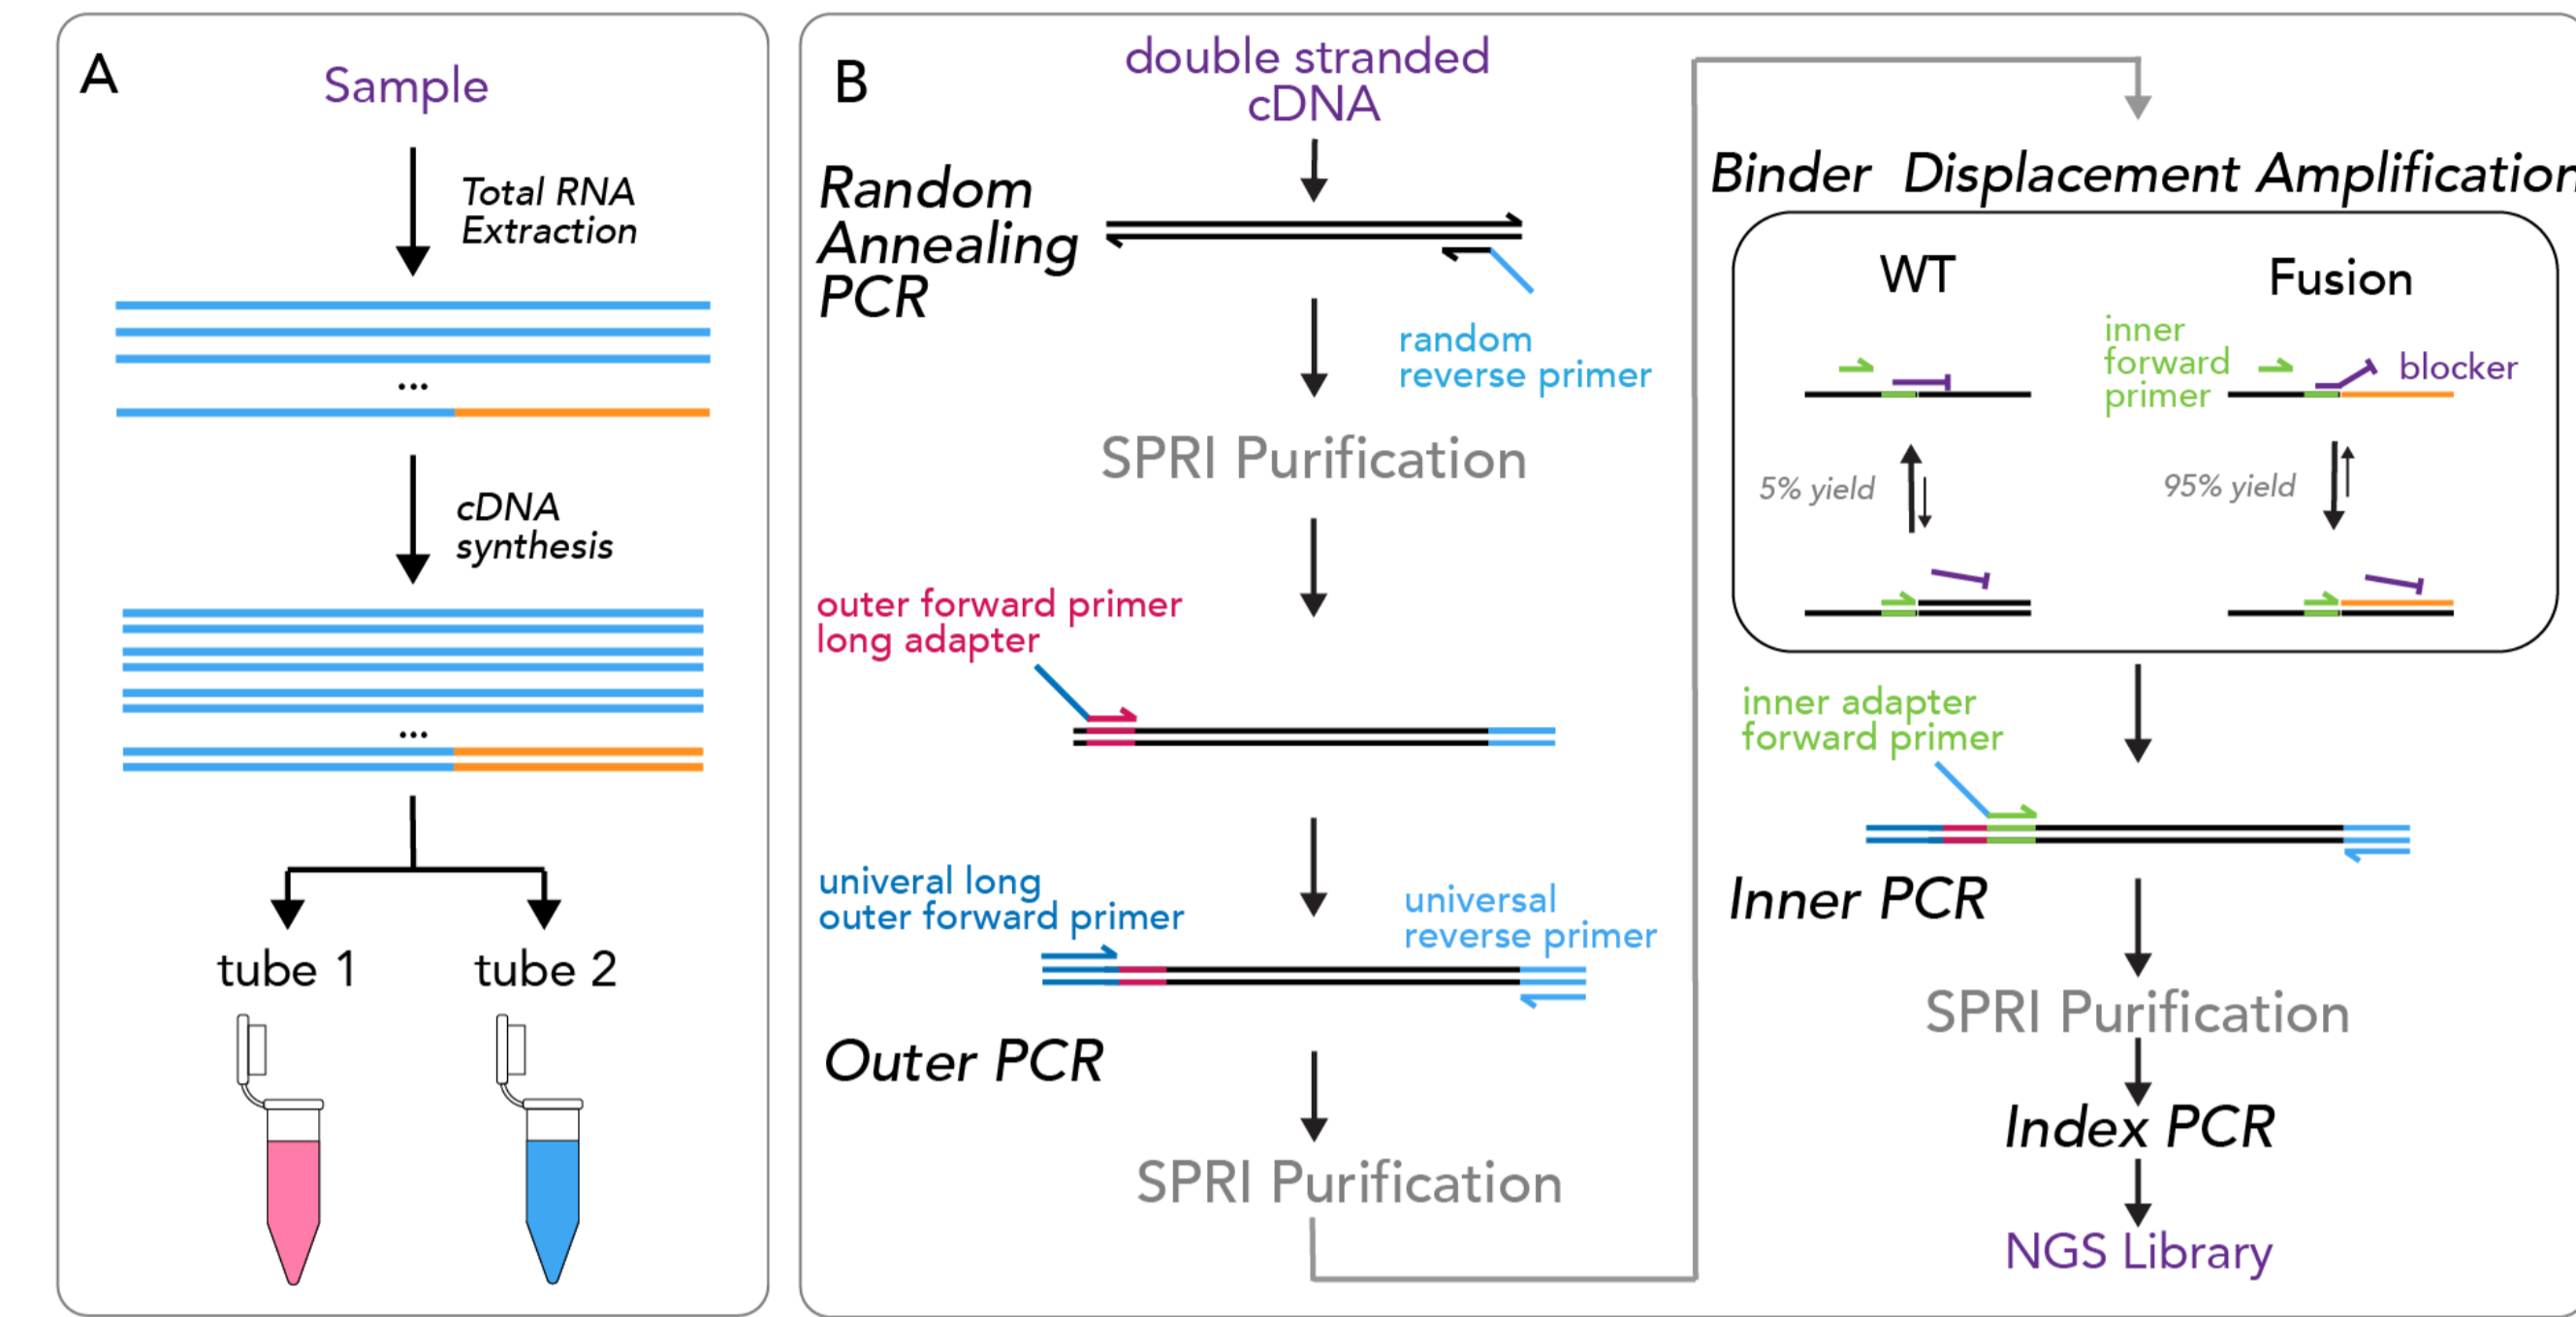 A
Sample
Total RNA
Extraction
...
cDNA
synthesis
...
tube 1
tube 2
B
double stranded
cDNA
Random
Annealing
PCR
random
reverse primer
SPRI Purification
outer forward primer
long adapter
univeral long
outer forward primer
universal
reverse primer
Outer PCR
SPRI Purification
Binder Displacement Amplification
WT
Fusion
inner
forward
primer
blocker
5% yield
95% yield
inner adapter
forward primer
Inner PCR
SPRI Purification
Index PCR
NGS Library